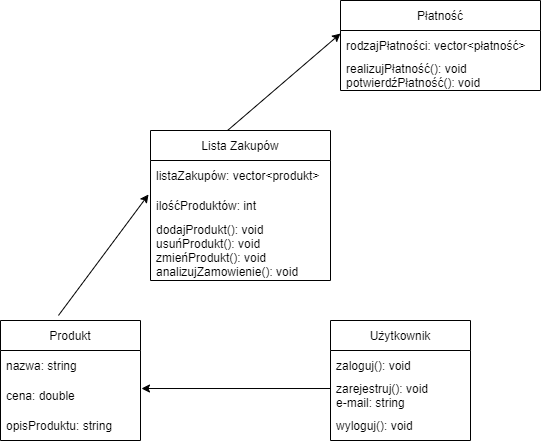 Płatność
rodzajPłatności: vector<płatność>
realizujPłatność(): void
potwierdźPłatność(): void
Lista Zakupów
listaZakupów: vector<produkt>
ilośćProduktów: int
dodajProdukt(): void
usuńProdukt(): void
zmieńProdukt(): void
analizujZamowienie(): void
Produkt
nazwa: string
cena: double
opisProduktu: string
Użytkownik
zaloguj(): void
zarejestruj(): void
e-mail: string
wyloguj(): void